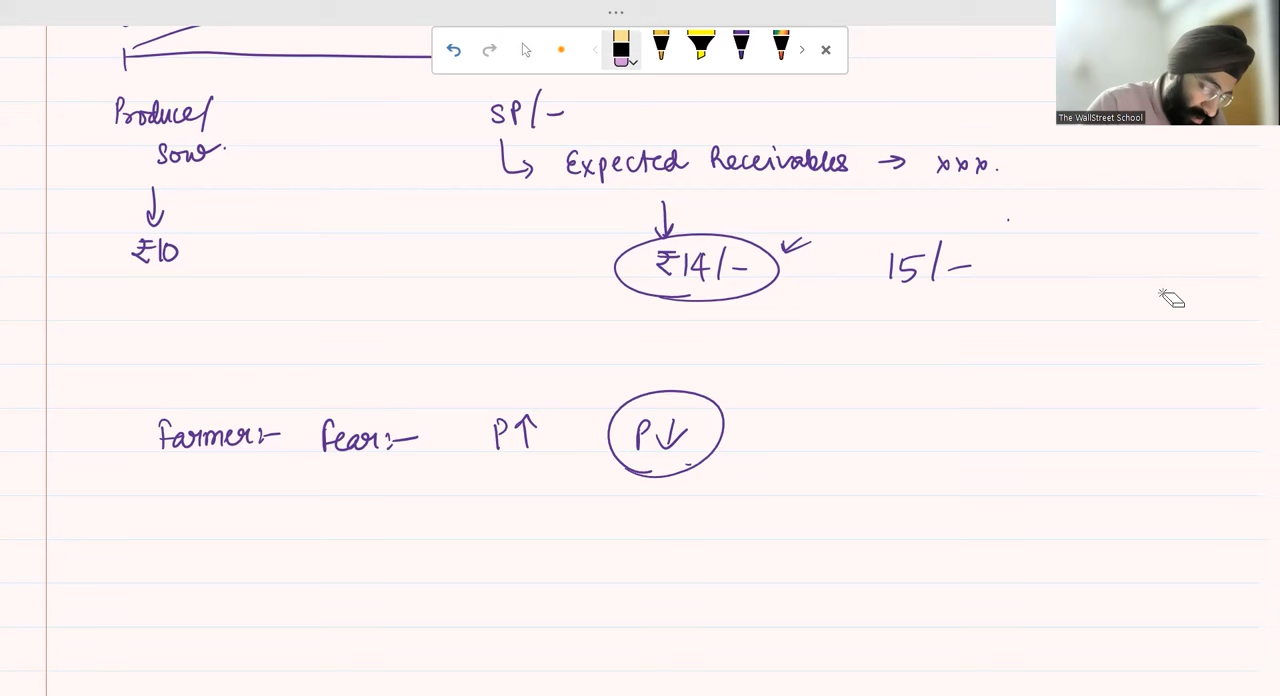 The WallStreet School
Produce/ SP/-
Sow.
Expected Receivables → xxx.
₹10 ₹14/- 15/-
Farmer:- Fear:- P↑ P↓